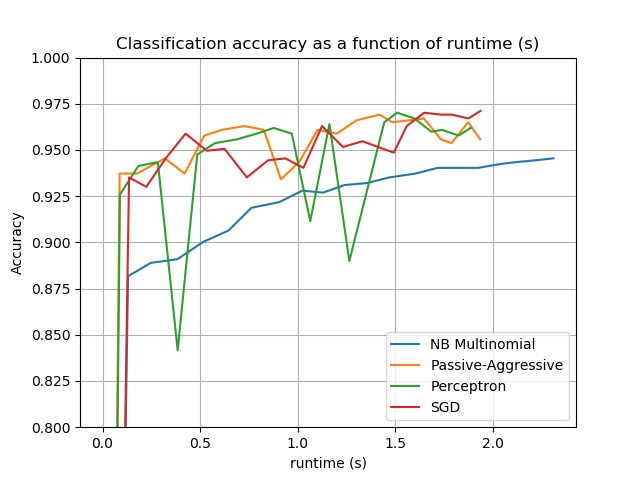 Classification accuracy as a function of runtime (s)
1.000
0.975
0.950
0.925
0.900
0.875
0.850
0.825
0.800
Accuracy
NB Multinomial
Passive-Aggressive
Perceptron
SGD
0.0 0.5 1.0 1.5 2.0
runtime (s)